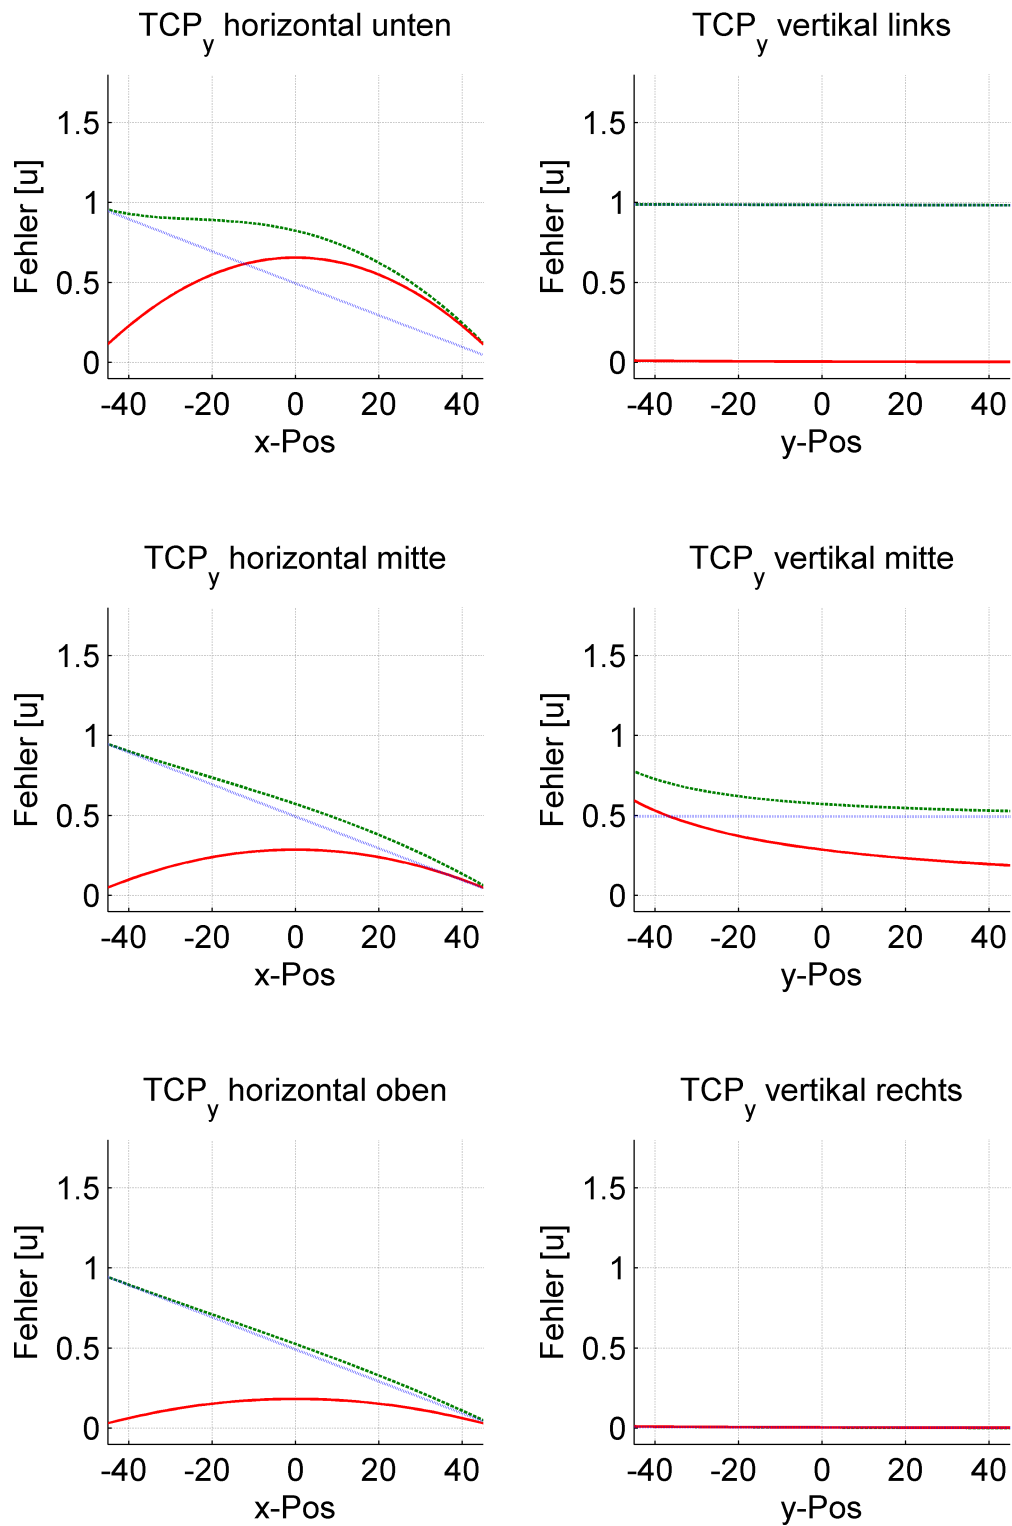 TCPy horizontal unten
TCPy vertikal links
Fehler [u]
1.5
1
0.5
0
-40 -20 0 20 40
x-Pos
Fehler [u]
1.5
1
0.5
0
-40 -20 0 20 40
y-Pos
TCPy horizontal mitte
TCPy vertikal mitte
Fehler [u]
1.5
1
0.5
0
-40 -20 0 20 40
x-Pos
Fehler [u]
1.5
1
0.5
0
-40 -20 0 20 40
y-Pos
TCPy horizontal oben
TCPy vertikal rechts
Fehler [u]
1.5
1
0.5
0
-40 -20 0 20 40
x-Pos
Fehler [u]
1.5
1
0.5
0
-40 -20 0 20 40
y-Pos